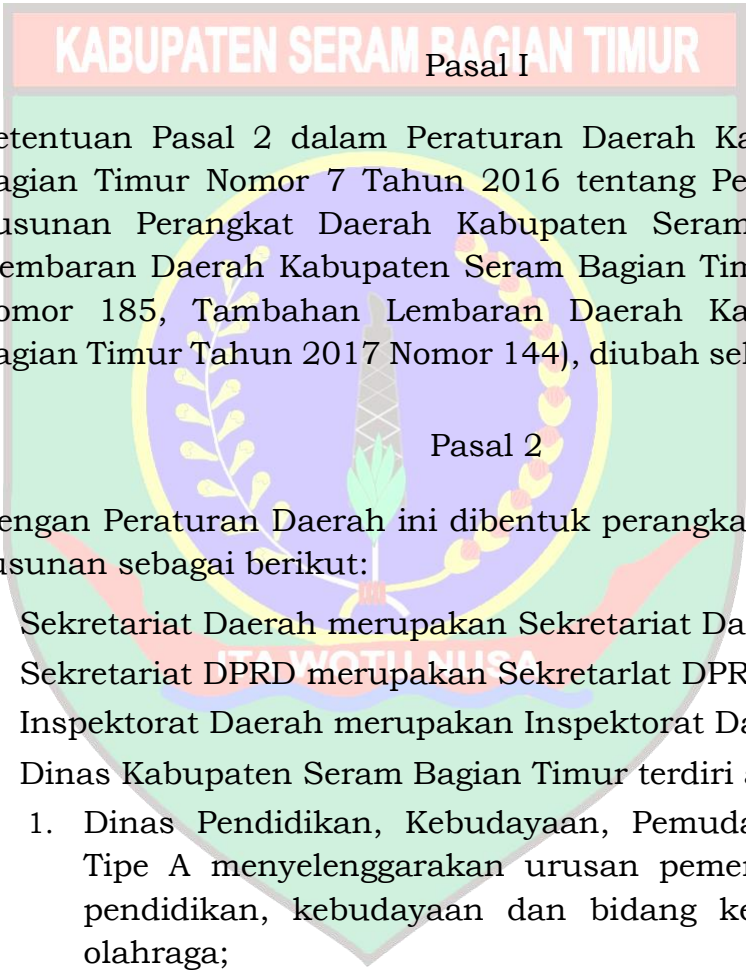 KABUPATEN SERAM BAGIAN TIMUR
Pasal I
etentuan Pasal 2 dalam Peraturan Daerah Ka
agian Timur Nomor 7 Tahun 2016 tentang Pe
usunan Perangkat Daerah Kabupaten Seram
embaran Daerah Kabupaten Seram Bagian Tim
omor 185, Tambahan Lembaran Daerah Ka
agian Timur Tahun 2017 Nomor 144), diubah se
Pasal 2
engan Peraturan Daerah ini dibentuk perangka
usunan sebagai berikut:
Sekretariat Daerah merupakan Sekretariat Da
Sekretariat DPRD merupakan Sekretarlat DPR
ITA WOTU NUSA
Inspektorat Daerah merupakan Inspektorat Da
Dinas Kabupaten Seram Bagian Timur terdiri a
1. Dinas Pendidikan, Kebudayaan, Pemuda
Tipe A menyelenggarakan urusan pemer
pendidikan, kebudayaan dan bidang ke
olahraga;